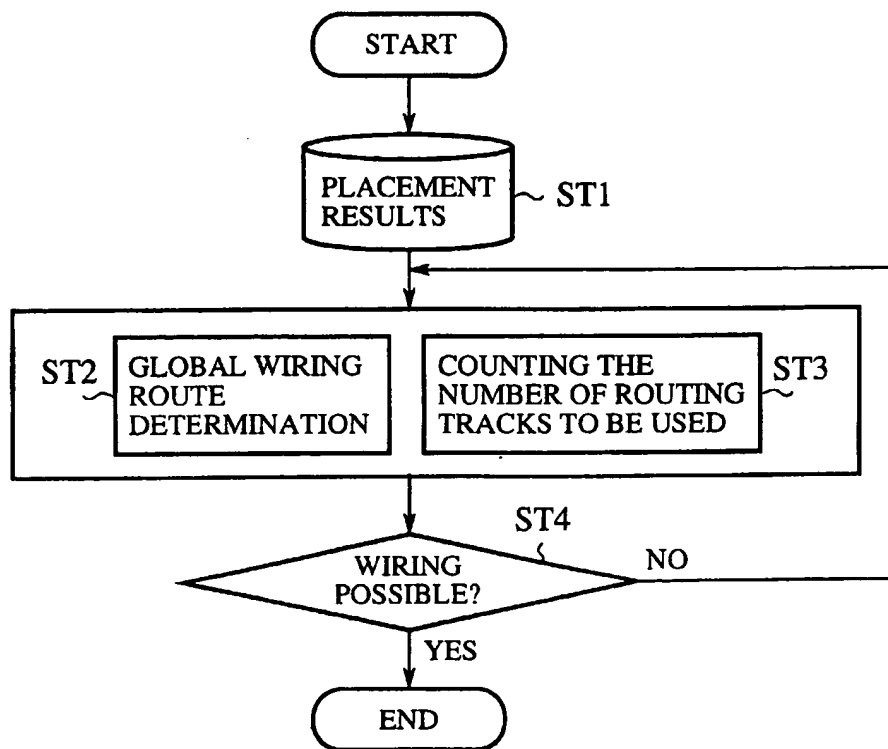 START
PLACEMENT
RESULTS
ST1
ST2
GLOBAL WIRING
ROUTE
DETERMINATION
COUNTING THE
NUMBER OF ROUTING
TRACKS TO BE USED
ST3
ST4
WIRING
POSSIBLE?
NO
YES
END